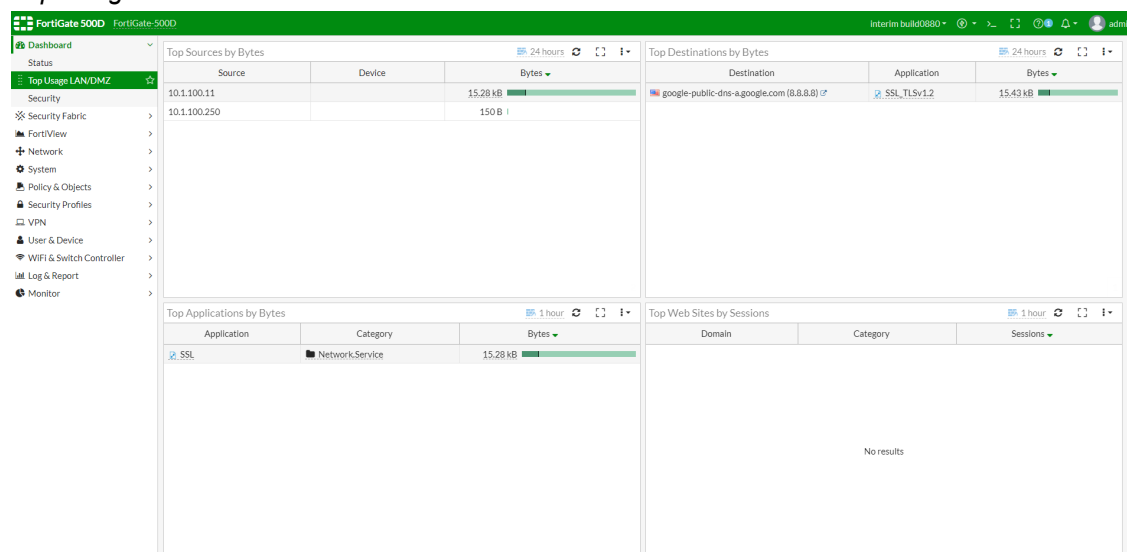 FortiGate 500D FortiGate-500D interim build0880 >_ 1 admi
Dashboard
Status
Top Usage LAN/DMZ
Security
Security Fabric
FortiView
Network
System
Policy & Objects
Security Profiles
VPN
User & Device
WiFi & Switch Controller
Log & Report
Monitor
Top Sources by Bytes 24 hours
Source Device Bytes
10.1.100.11 15.28 kB
10.1.100.250 150 B
Top Destinations by Bytes 24 hours
Destination Application Bytes
google-public-dns-a.google.com (8.8.8.8) SSL_TLSv1.2 15.43 kB
Top Applications by Bytes 1 hour
Application Category Bytes
SSL Network.Service 15.28 kB
Top Web Sites by Sessions 1 hour
Domain Category Sessions
No results